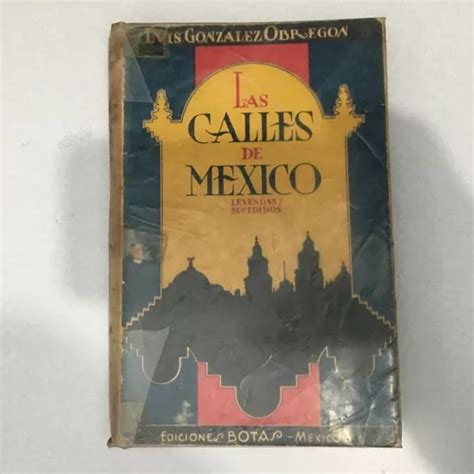 LUIS GONZALEZ OBREGON
LAS
CALLES
DE
MEXICO
LEYENDAS Y
SUCEDIDOS
EDICIONES BOTAS - MEXICO